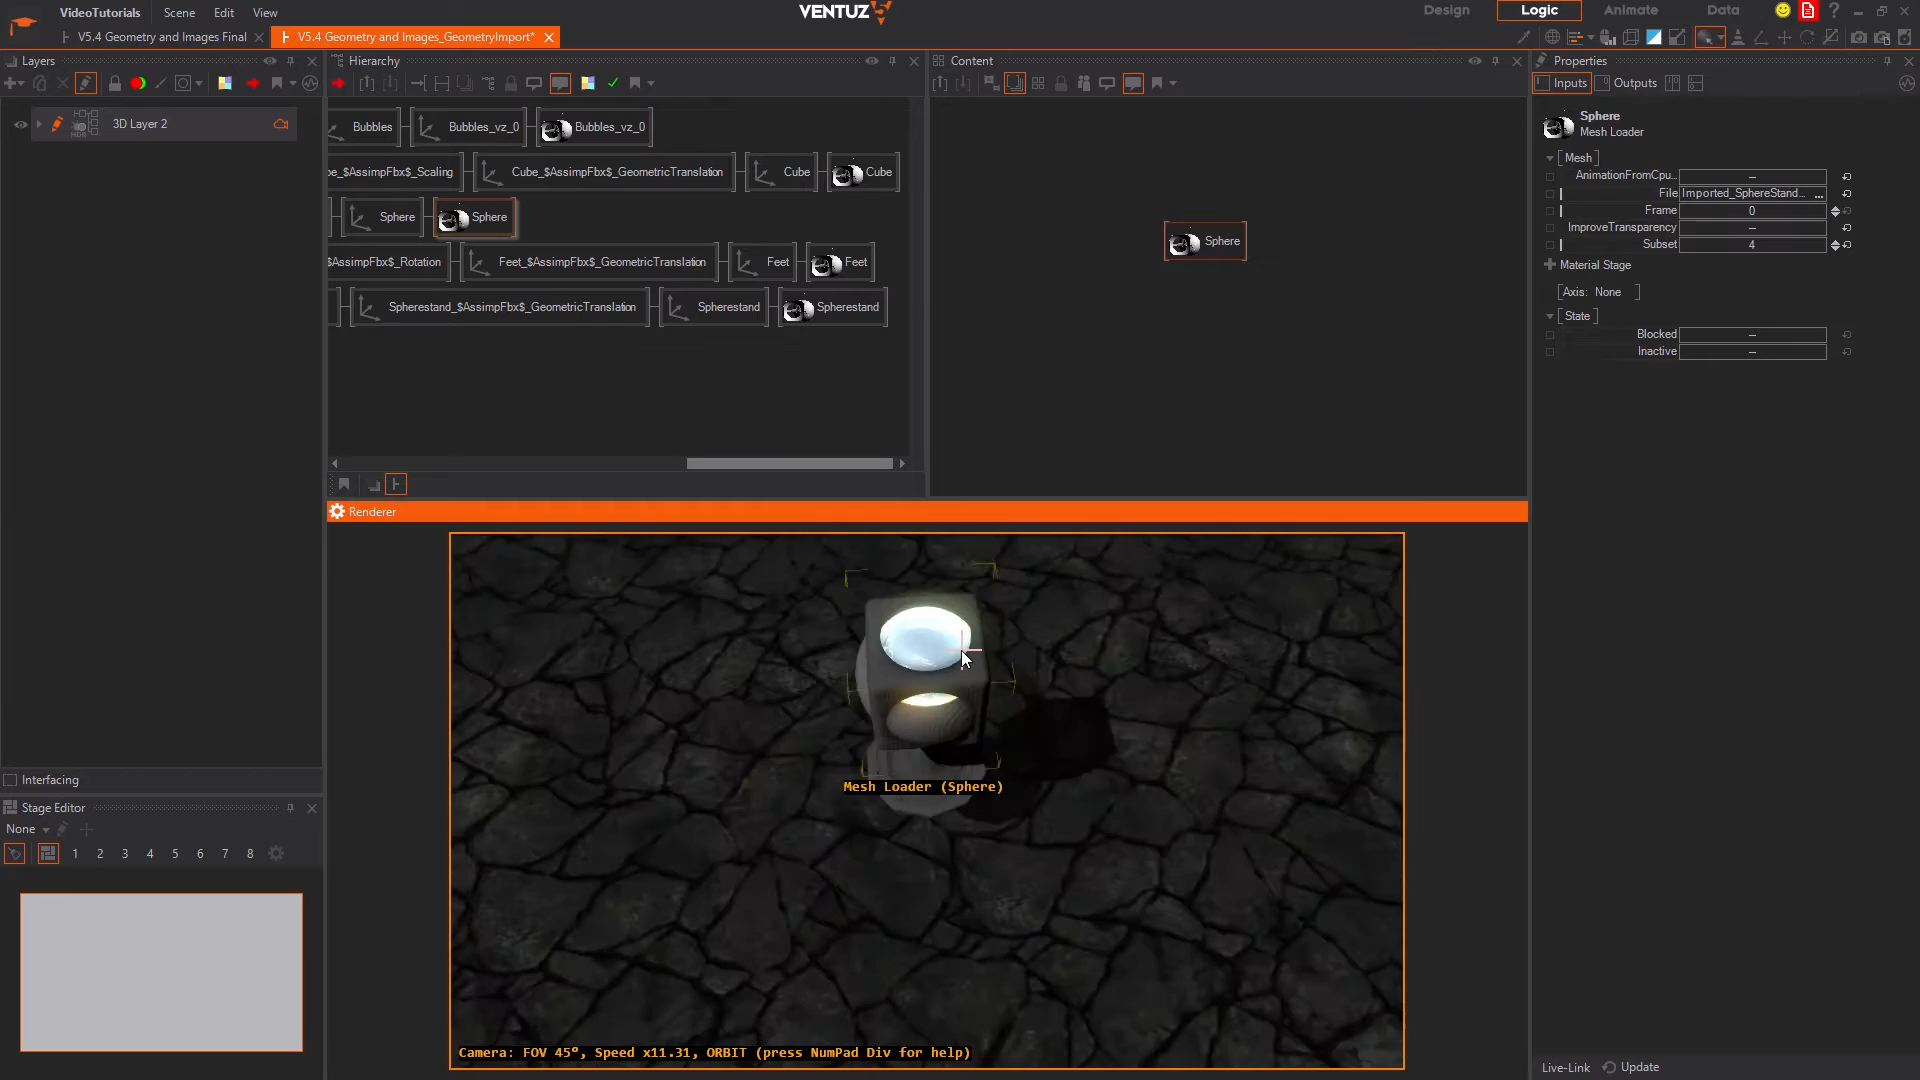 VideoTutorials Scene Edit View
VENTUZ 5
Design Logic Animate Data
V5.4 Geometry and Images Final
V5.4 Geometry and Images_GeometryImport*
Layers
3D Layer 2
Interfacing
Stage Editor
None
1 2 3 4 5 6 7 8
Hierarchy
Bubbles Bubbles_vz_0 Bubbles_vz_0
be_$AssimpFbx$_Scaling Cube_$AssimpFbx$_GeometricTranslation Cube Cube
Sphere Sphere
$AssimpFbx$_Rotation Feet_$AssimpFbx$_GeometricTranslation Feet Feet
Spherestand_$AssimpFbx$_GeometricTranslation Spherestand Spherestand
Content
Sphere
Renderer
Mesh Loader (Sphere)
Camera: FOV 45°, Speed x11.31, ORBIT (press NumPad Div for help)
Properties
Inputs Outputs
Sphere
Mesh Loader
Mesh
AnimationFromCpu... –
File Imported_SphereStand... ...
Frame 0
ImproveTransparency –
Subset 4
Material Stage
Axis: None
State
Blocked –
Inactive –
Live-Link Update